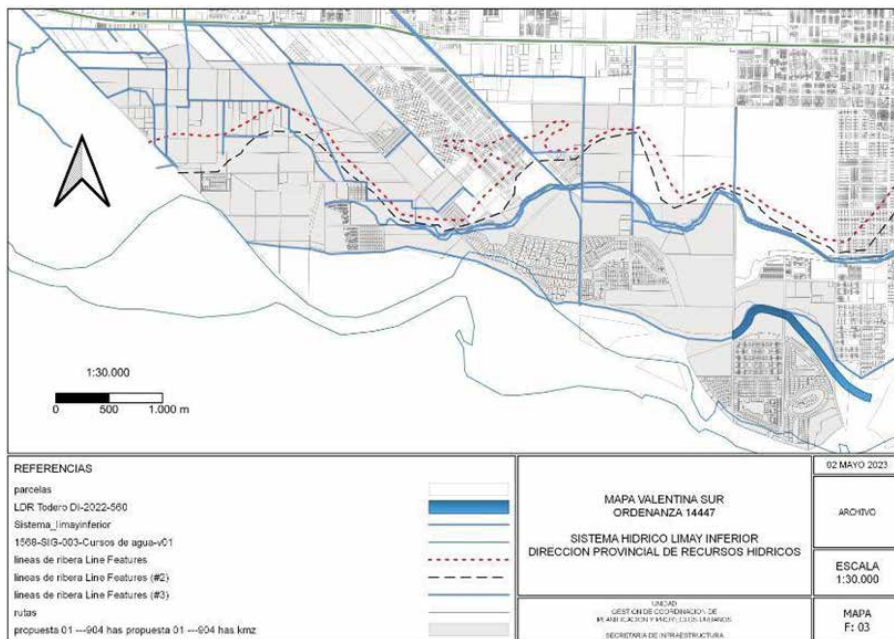 1:30.000
0 500 1.000 m
REFERENCIAS
parcelas
LDR Todero DI-2022-560
Sistema_limayinferior
1568-SIG-003-Cursos de agua-v01
lineas de ribera Line Features
lineas de ribera Line Features (#2)
lineas de ribera Line Features (#3)
rutas
propuesta 01 ---904 has propuesta 01 ---904 has kmz
MAPA VALENTINA SUR
ORDENANZA 14447
SISTEMA HIDRICO LIMAY INFERIOR
DIRECCION PROVINCIAL DE RECURSOS HIDRICOS
UNIDAD
GESTION DE COORDINACION DE
PLANIFICACION Y PROYECTOS URBANOS
SECRETARIA DE INFRAESTRUCTURA
02 MAYO 2023
ARCHIVO
ESCALA
1:30.000
MAPA
F: 03